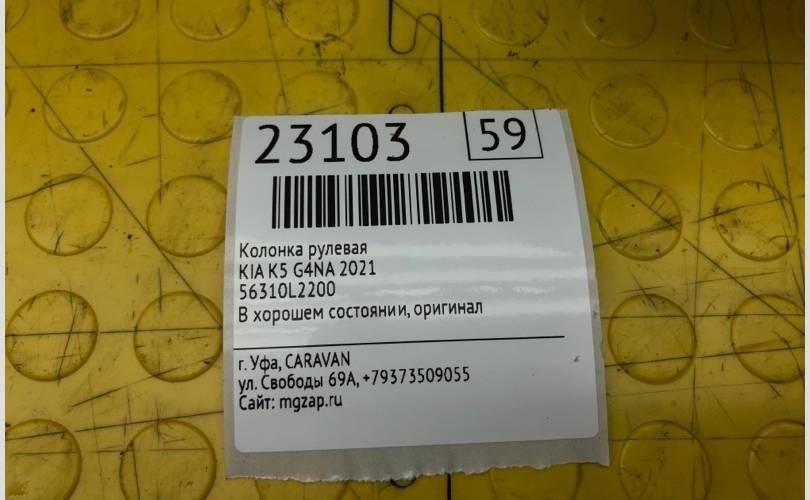 23103 59
Колонка рулевая
KIA K5 G4NA 2021
56310L2200
В хорошем состоянии, оригинал
г. Уфа, CARAVAN
ул. Свободы 69А, +79373509055
Сайт: mgzap.ru